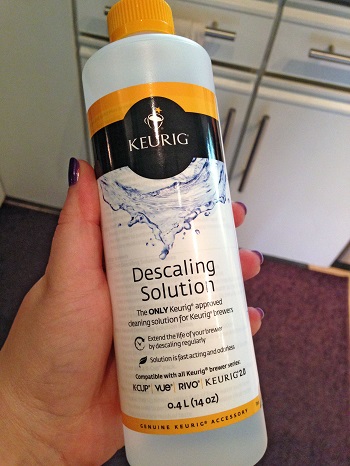 KEURIG®
Descaling
Solution
The ONLY Keurig® approved
cleaning solution for Keurig® brewers
Extend the life of your brewer
by descaling regularly
Solution is fast acting and odorless
Compatible with all Keurig® brewer series:
K-CUP® VUE® RIVO® KEURIG 2.0
0.4 L (14 oz)
GENUINE KEURIG® ACCESSORY